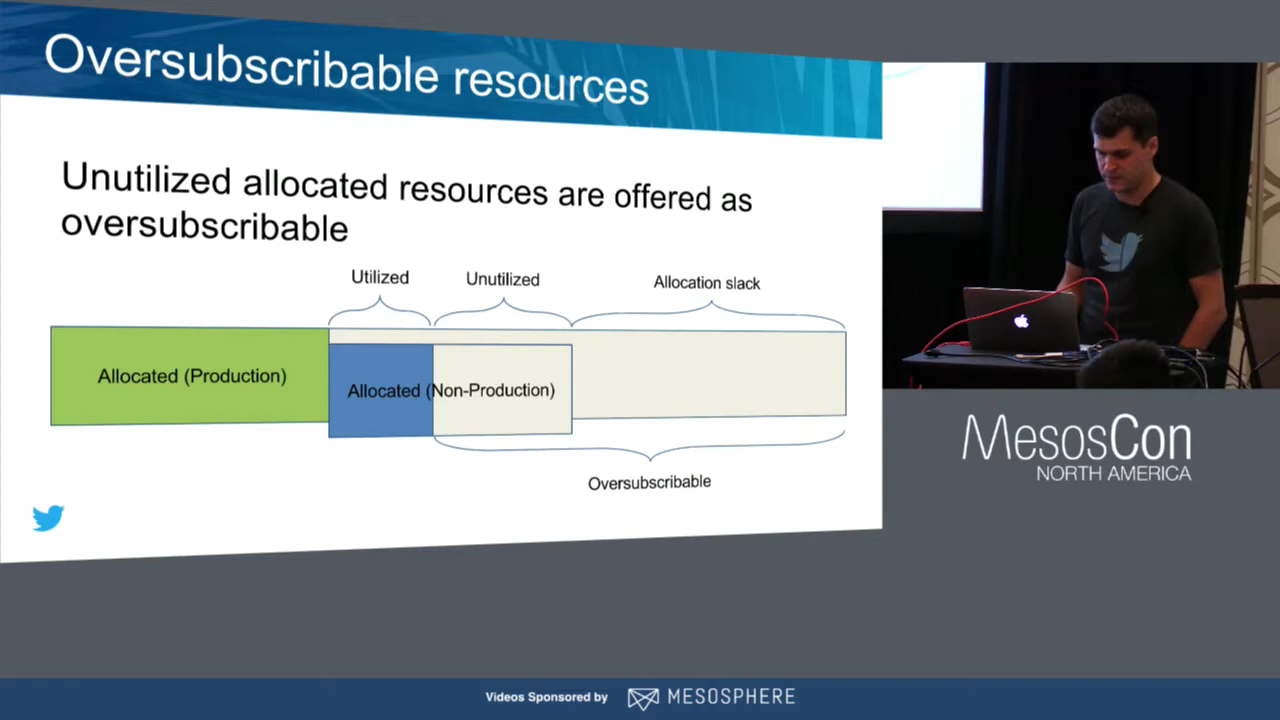 Oversubscribable resources
Unutilized allocated resources are offered as
oversubscribable
Utilized
Unutilized
Allocation slack
Allocated (Production)
Allocated (Non-Production)
Oversubscribable
MesosCon
NORTH AMERICA
Videos Sponsored by
MESOSPHERE